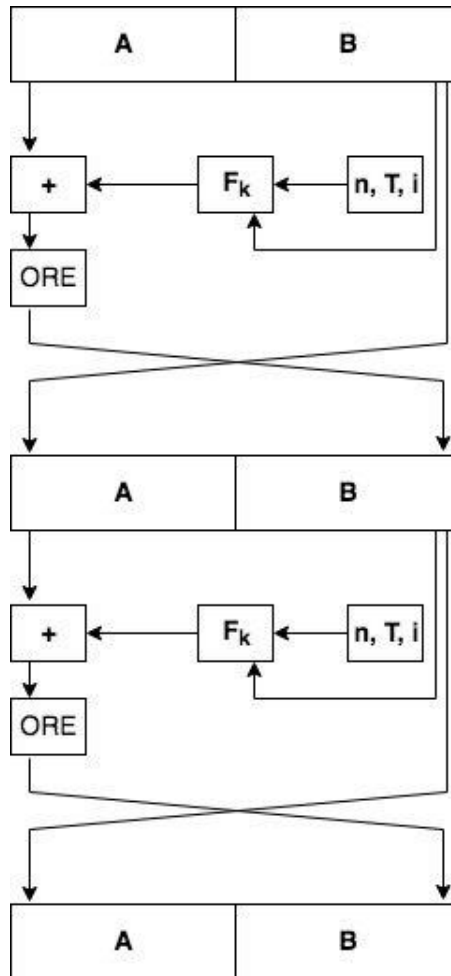 A B
+ Fk n, T, i
ORE
A B
+ Fk n, T, i
ORE
A B